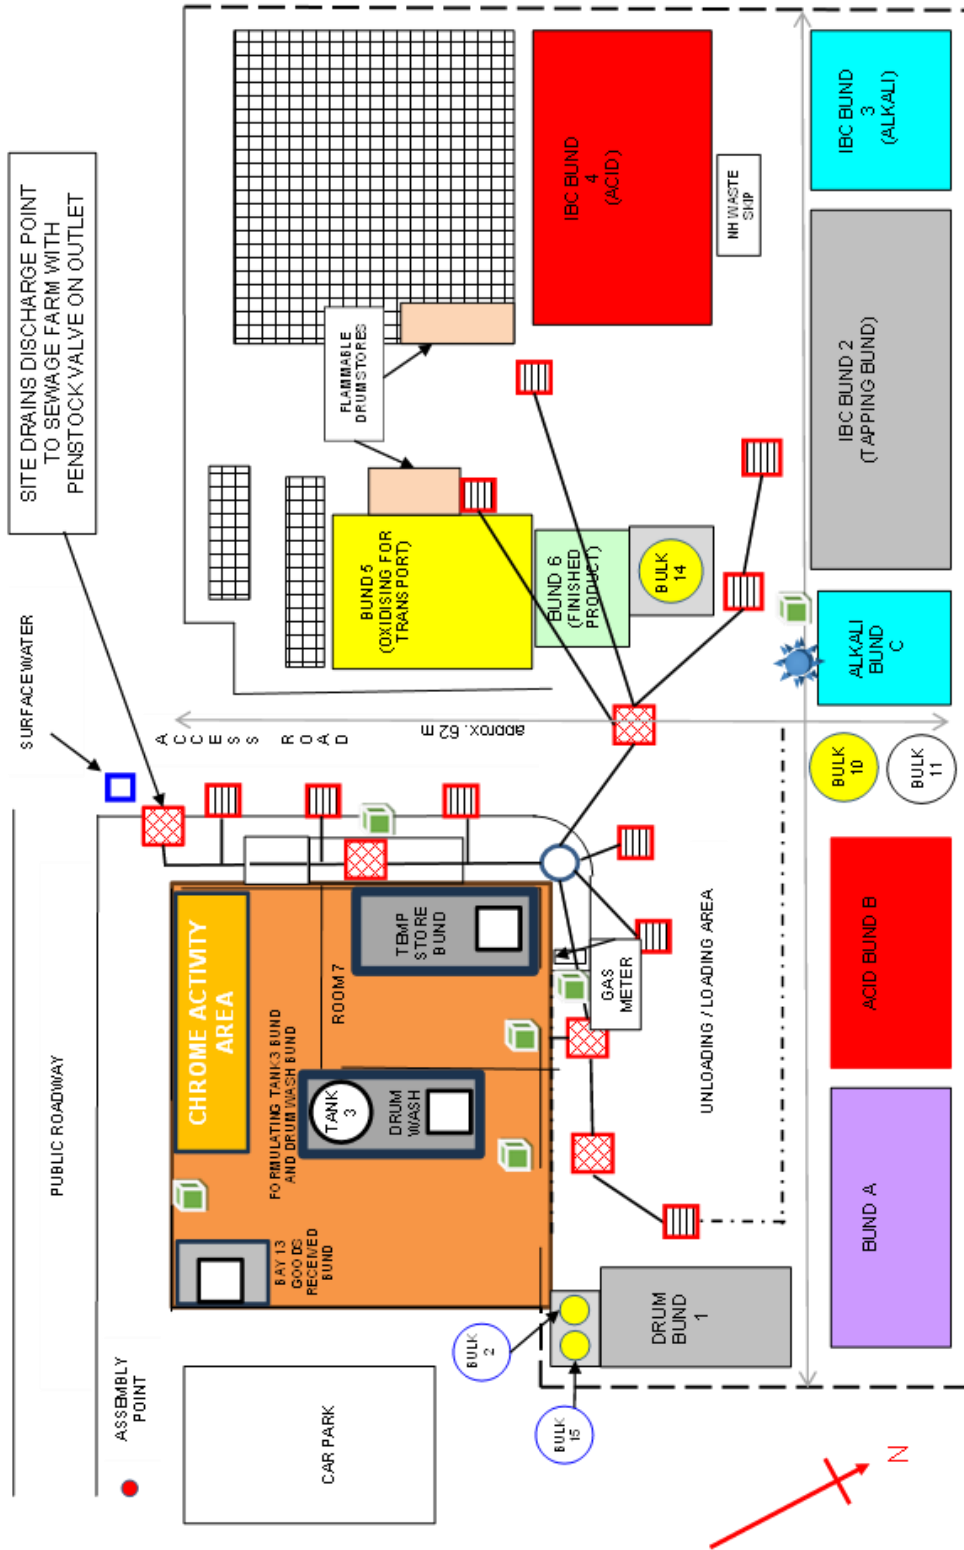 SITE DRAINS DISCHARGE POINT
TO SEWAGE FARM WITH
PENSTOCK VALVE ON OUTLET
SURFACE WATER
PUBLIC ROADWAY
ASSEMBLY
POINT
CAR PARK
ACCESS ROAD
approx. 62 m
CHROME ACTIVITY
AREA
FORMULATING TANK3 BUND
AND DRUM WASH BUND
ROOM 7
TEMP
STORE
BUND
TANK
3
DRUM
WASH
BAY 13
GOODS
RECEIVED
BUND
FLAMMABLE
DRUM STORES
BUND 5
(OXIDISING FOR
TRANSPORT)
BUND 6
(FINISHED
PRODUCT)
BULK
14
IBC BUND
4
(ACID)
NH WASTE
SKIP
GAS
METER
UNLOADING / LOADING AREA
BULK
2
BULK
15
DRUM
BUND
1
BUND A
ACID BUND B
BULK
10
BULK
11
ALKALI
BUND
C
IBC BUND 2
(TAPPING BUND)
IBC BUND
3
(ALKALI)
N